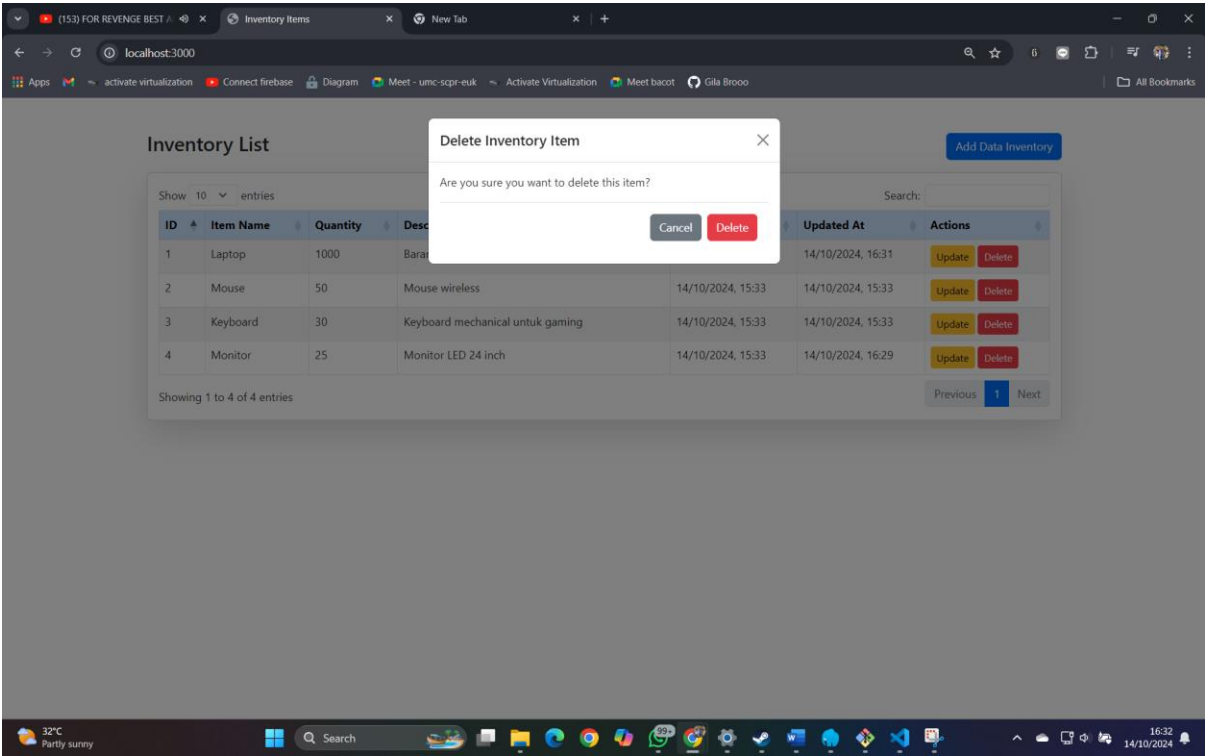 (153) FOR REVENGE BEST A
Inventory Items
New Tab
localhost:3000
Apps
activate virtualization
Connect firebase
Diagram
Meet - umc-scpr-euk
Activate Virtualization
Meet bacot
Gila Brooo
All Bookmarks
Inventory List
Add Data Inventory
Delete Inventory Item
Are you sure you want to delete this item?
Cancel Delete
Show 10 entries
Search:
ID Item Name Quantity Desc Updated At Actions
1 Laptop 1000 Barar 14/10/2024, 16:31 Update Delete
2 Mouse 50 Mouse wireless 14/10/2024, 15:33 14/10/2024, 15:33 Update Delete
3 Keyboard 30 Keyboard mechanical untuk gaming 14/10/2024, 15:33 14/10/2024, 15:33 Update Delete
4 Monitor 25 Monitor LED 24 inch 14/10/2024, 15:33 14/10/2024, 16:29 Update Delete
Showing 1 to 4 of 4 entries
Previous 1 Next
32°C
Partly sunny
Search
99+
16:32
14/10/2024